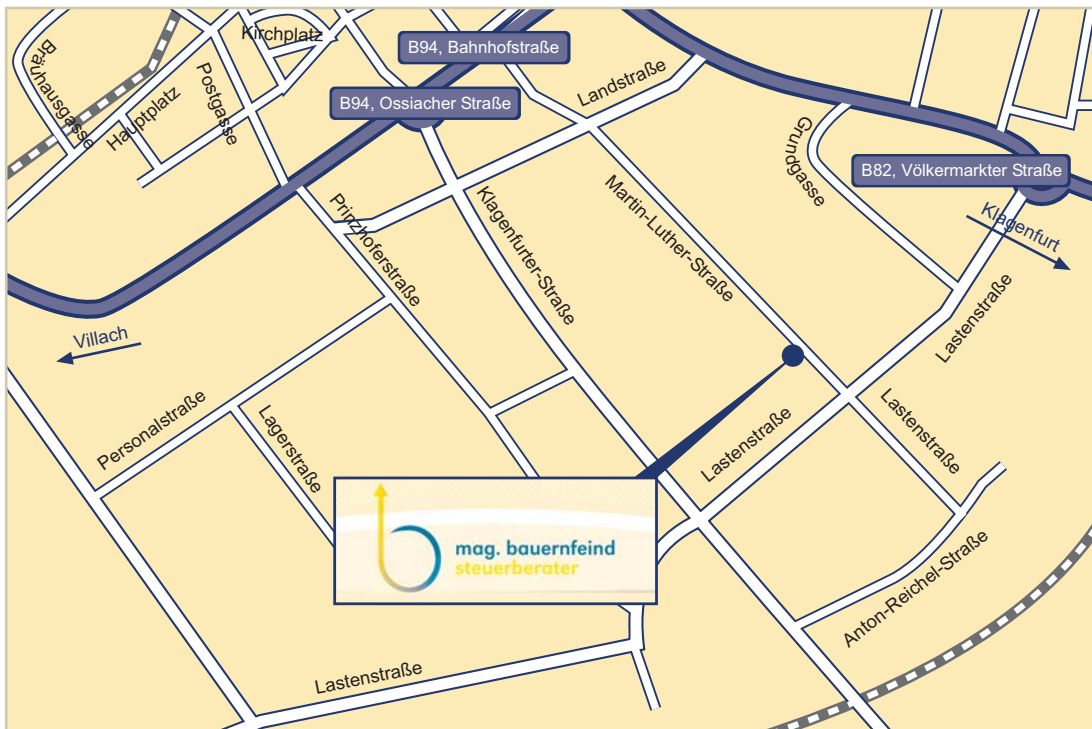 Kirchplatz
B94, Bahnhofstraße
Bräuhausgasse
Hauptplatz
Postgasse
B94, Ossiacher Straße
Landstraße
Grundgasse
B82, Völkermarkter Straße
Klagenfurt
Prinzhoferstraße
Klagenfurter-Straße
Martin-Luther-Straße
Villach
Lastenstraße
Personalstraße
Lagerstraße
Lastenstraße
Lastenstraße
mag. bauernfeind
steuerberater
Anton-Reichel-Straße
Lastenstraße